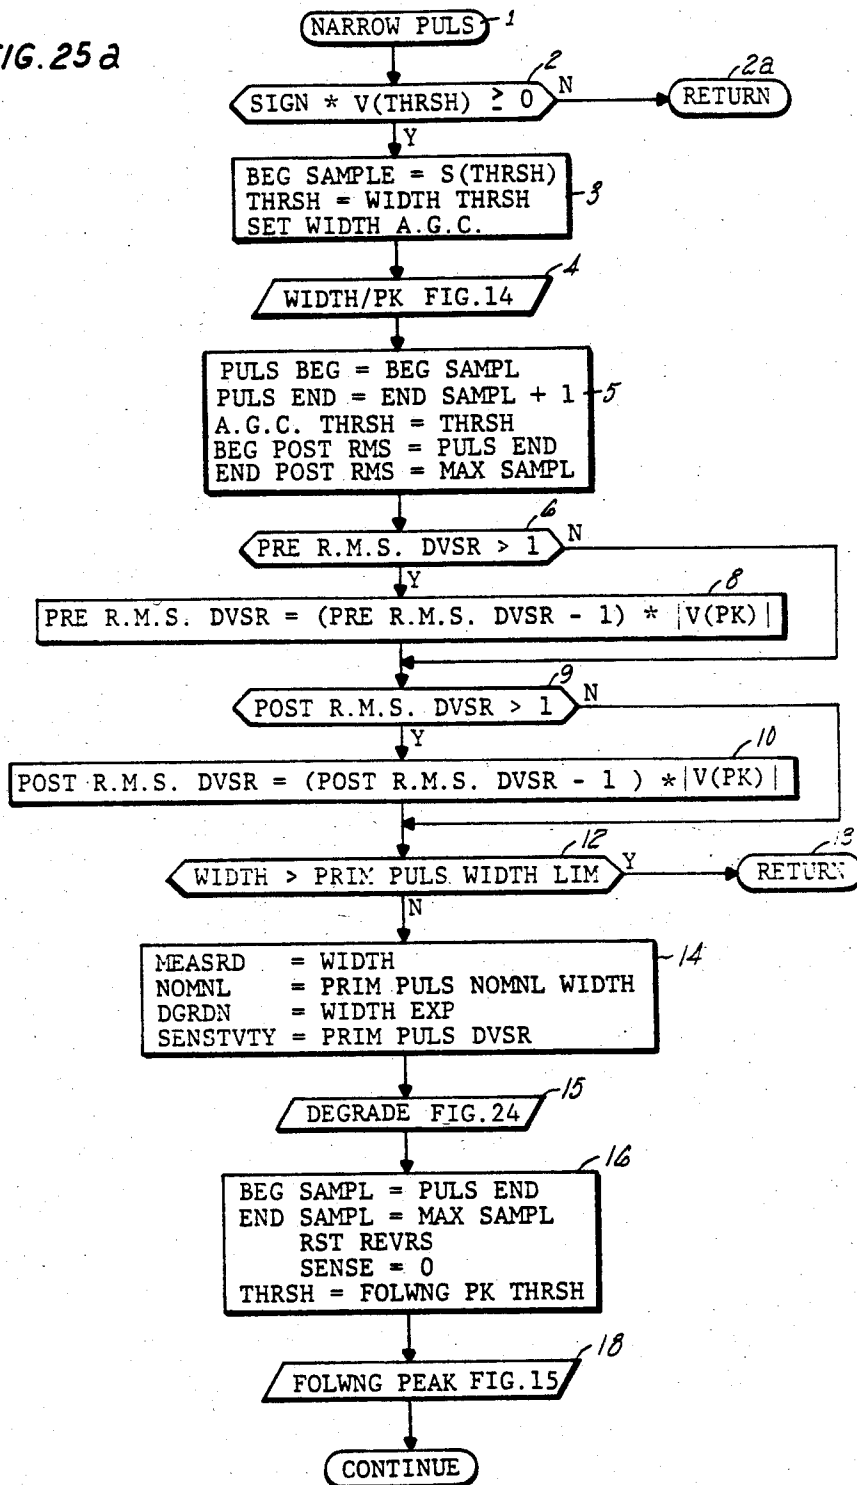 NARROW PULS 1
FIG.25a
2
SIGN * V(THRSH) ≥ 0 N
2a
RETURN
Y
BEG SAMPLE = S(THRSH)
THRSH = WIDTH THRSH
SET WIDTH A.G.C.
3
4
WIDTH/PK FIG.14
PULS BEG = BEG SAMPL
PULS END = END SAMPL + 1
A.G.C. THRSH = THRSH
BEG POST RMS = PULS END
END POST RMS = MAX SAMPL
5
6
PRE R.M.S. DVSR > 1 N
Y
8
PRE R.M.S. DVSR = (PRE R.M.S. DVSR - 1) * |V(PK)|
9
POST R.M.S. DVSR > 1 N
Y
10
POST R.M.S. DVSR = (POST R.M.S. DVSR - 1 ) *|V(PK)|
12
WIDTH > PRIM PULS WIDTH LIM Y
13
RETURN
N
MEASRD = WIDTH
NOMNL = PRIM PULS NOMNL WIDTH
DGRDN = WIDTH EXP
SENSTVTY = PRIM PULS DVSR
14
15
DEGRADE FIG.24
16
BEG SAMPL = PULS END
END SAMPL = MAX SAMPL
RST REVRS
SENSE = 0
THRSH = FOLWNG PK THRSH
18
FOLWNG PEAK FIG.15
CONTINUE